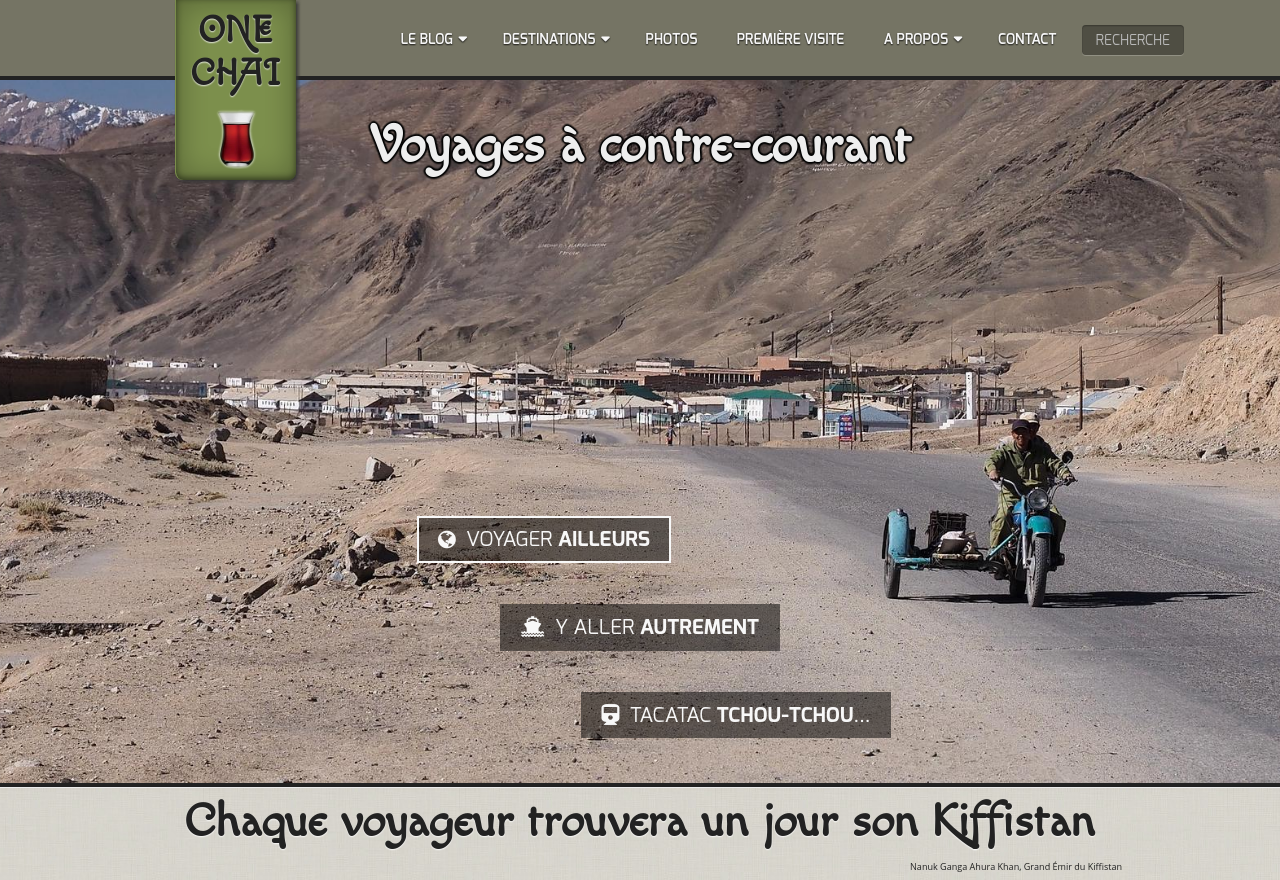 ONE
CHAI
LE BLOG
DESTINATIONS
PHOTOS
PREMIÈRE VISITE
A PROPOS
CONTACT
RECHERCHE
Voyages à contre-courant
VOYAGER AILLEURS
Y ALLER AUTREMENT
TACATAC TCHOU-TCHOU...
Chaque voyageur trouvera un jour son Kiffistan
Nanuk Ganga Ahura Khan, Grand Émir du Kiffistan